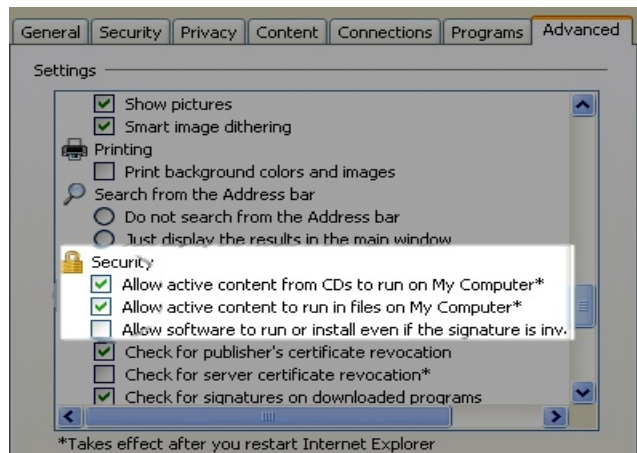 General Security Privacy Content Connections Programs Advanced
Settings
Show pictures
Smart image dithering
Printing
Print background colors and images
Search from the Address bar
Do not search from the Address bar
Just display the results in the main window
Security
Allow active content from CDs to run on My Computer*
Allow active content to run in files on My Computer*
Allow software to run or install even if the signature is inv
Check for publisher's certificate revocation
Check for server certificate revocation*
Check for signatures on downloaded programs
*Takes effect after you restart Internet Explorer